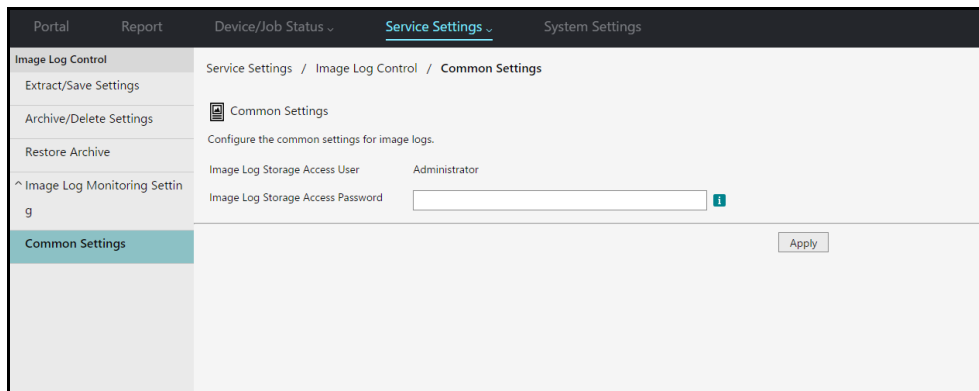 Portal Report Device/Job Status Service Settings System Settings
Image Log Control
Extract/Save Settings
Archive/Delete Settings
Restore Archive
^ Image Log Monitoring Settin
g
Common Settings
Service Settings / Image Log Control / Common Settings
Common Settings
Configure the common settings for image logs.
Image Log Storage Access User Administrator
Image Log Storage Access Password i
Apply